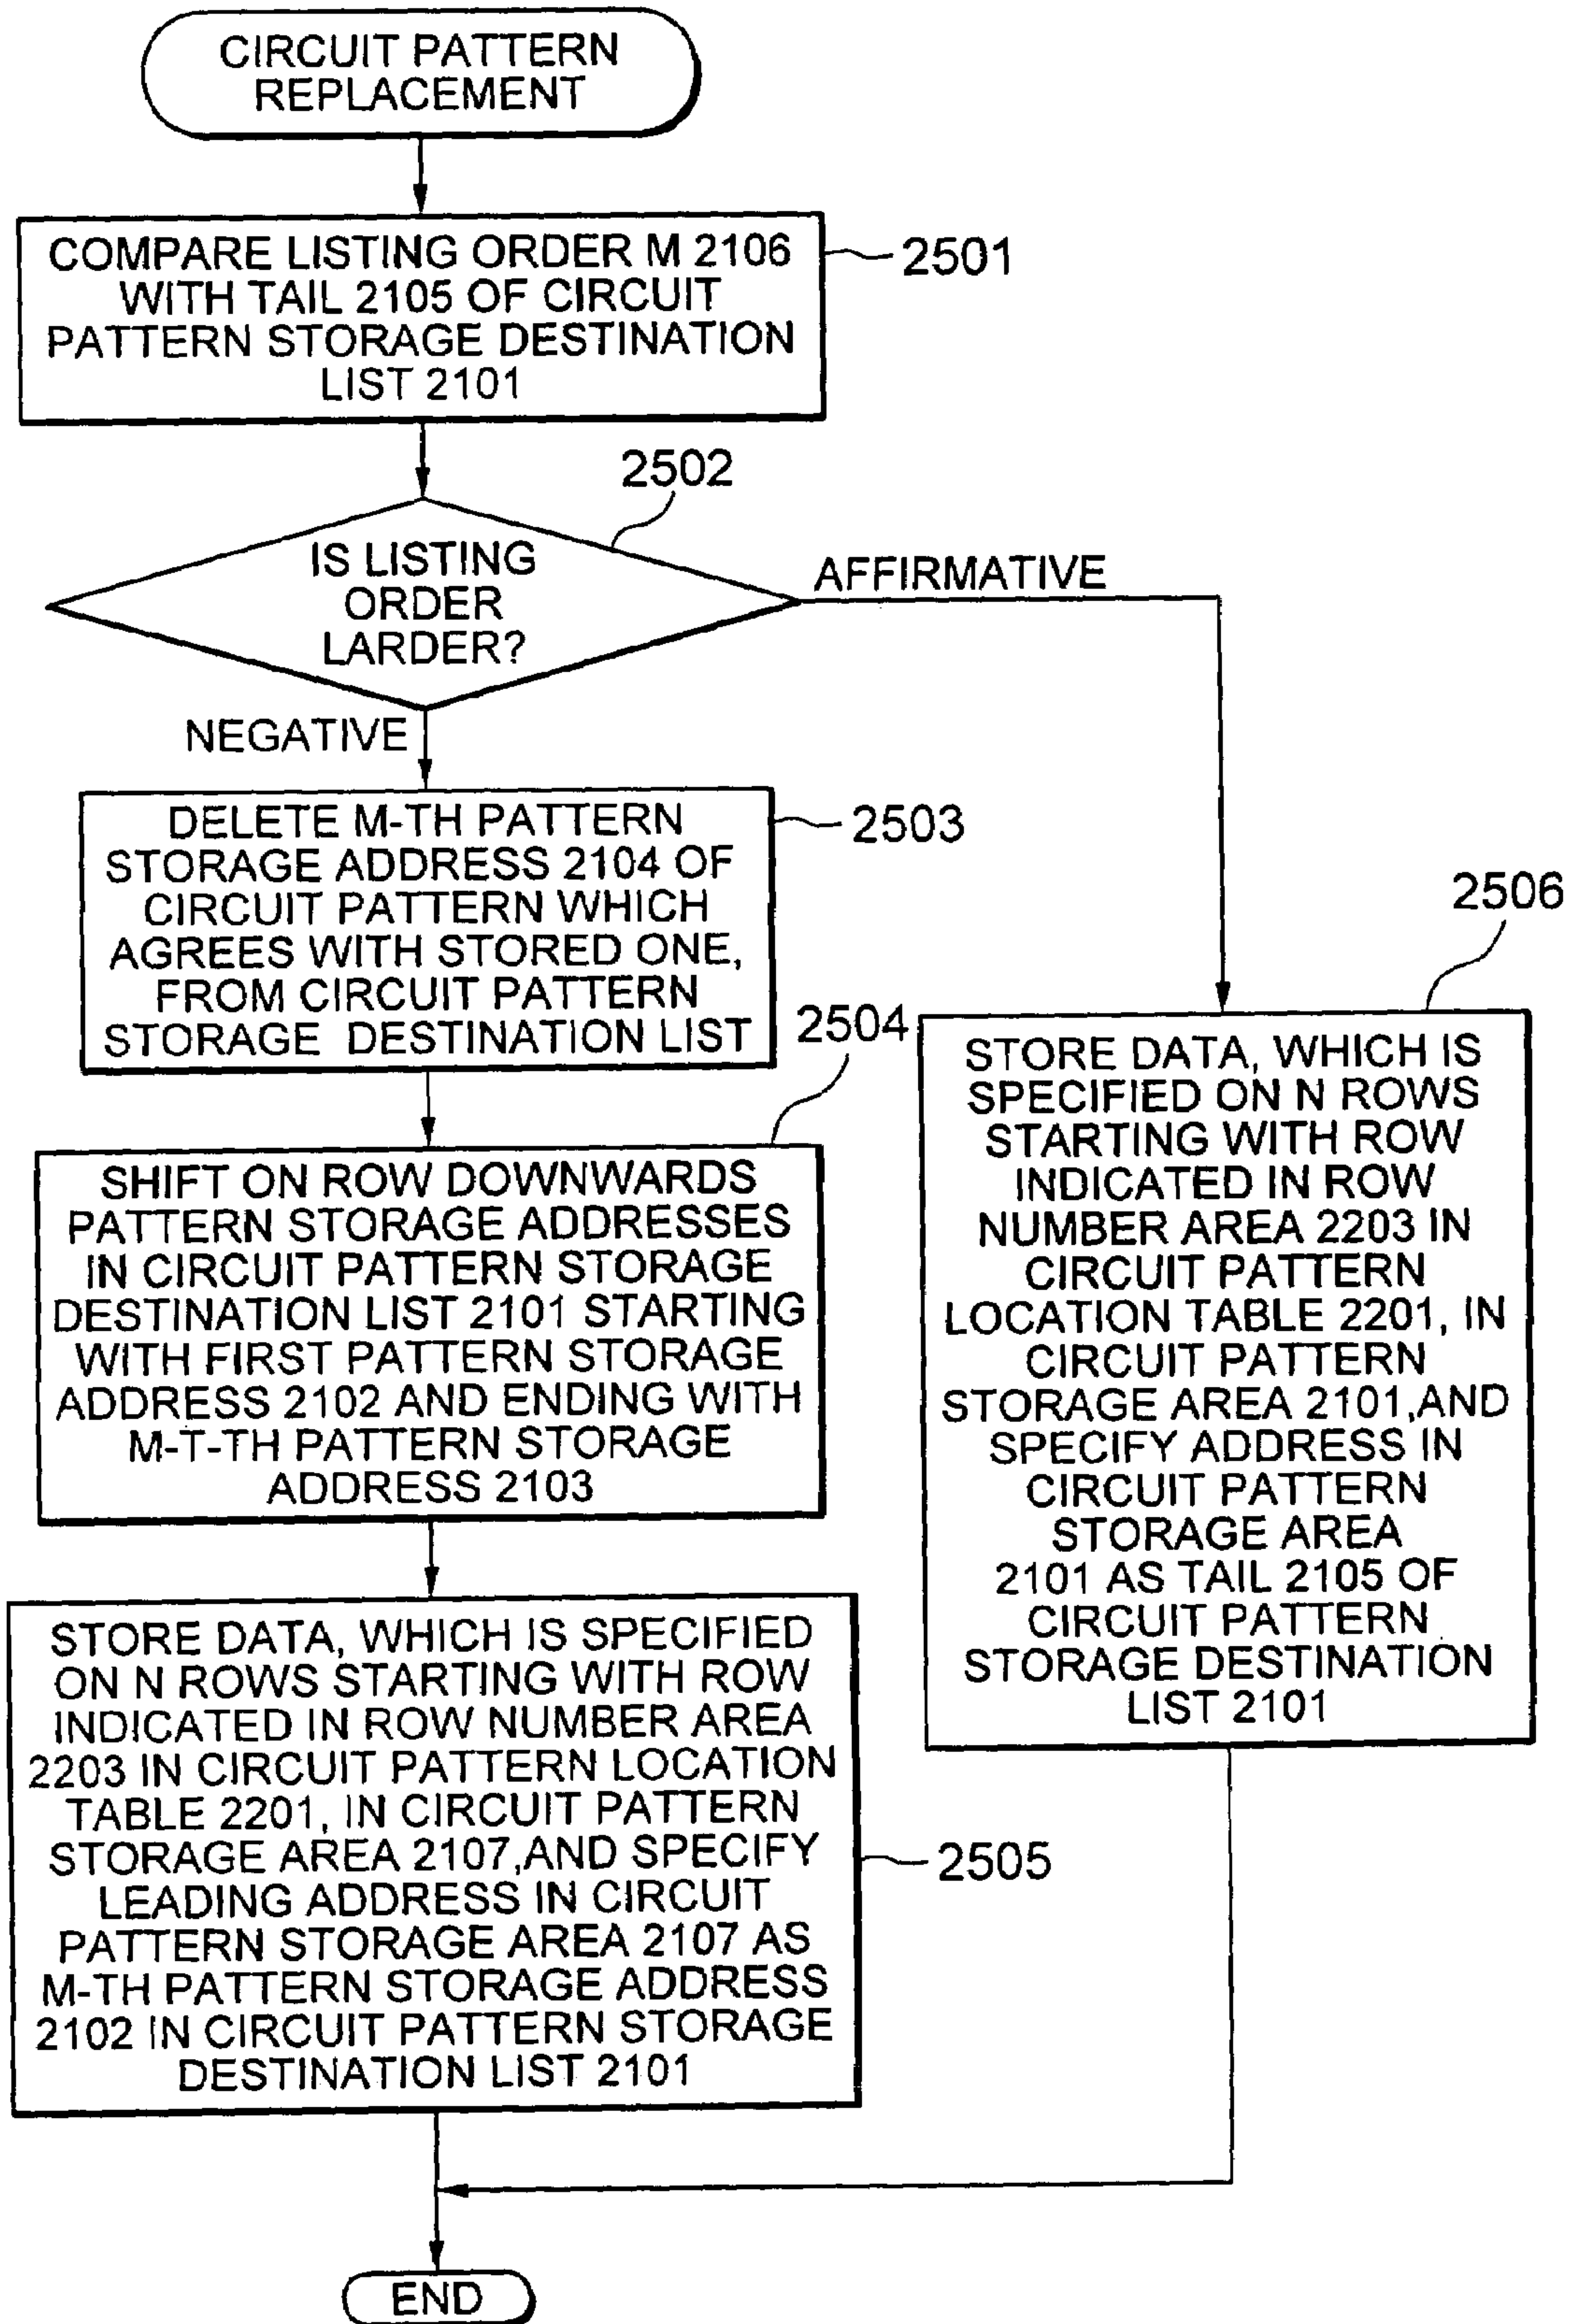 CIRCUIT PATTERN
REPLACEMENT
COMPARE LISTING ORDER M 2106
WITH TAIL 2105 OF CIRCUIT
PATTERN STORAGE DESTINATION
LIST 2101
2501
2502
IS LISTING
ORDER
LARDER?
AFFIRMATIVE
NEGATIVE
DELETE M-TH PATTERN
STORAGE ADDRESS 2104 OF
CIRCUIT PATTERN WHICH
AGREES WITH STORED ONE,
FROM CIRCUIT PATTERN
STORAGE DESTINATION LIST
2503
2504
SHIFT ON ROW DOWNWARDS
PATTERN STORAGE ADDRESSES
IN CIRCUIT PATTERN STORAGE
DESTINATION LIST 2101 STARTING
WITH FIRST PATTERN STORAGE
ADDRESS 2102 AND ENDING WITH
M-T-TH PATTERN STORAGE
ADDRESS 2103
2506
STORE DATA, WHICH IS
SPECIFIED ON N ROWS
STARTING WITH ROW
INDICATED IN ROW
NUMBER AREA 2203 IN
CIRCUIT PATTERN
LOCATION TABLE 2201, IN
CIRCUIT PATTERN
STORAGE AREA 2101,AND
SPECIFY ADDRESS IN
CIRCUIT PATTERN
STORAGE AREA
2101 AS TAIL 2105 OF
CIRCUIT PATTERN
STORAGE DESTINATION
LIST 2101
STORE DATA, WHICH IS SPECIFIED
ON N ROWS STARTING WITH ROW
INDICATED IN ROW NUMBER AREA
2203 IN CIRCUIT PATTERN LOCATION
TABLE 2201, IN CIRCUIT PATTERN
STORAGE AREA 2107,AND SPECIFY
LEADING ADDRESS IN CIRCUIT
PATTERN STORAGE AREA 2107 AS
M-TH PATTERN STORAGE ADDRESS
2102 IN CIRCUIT PATTERN STORAGE
DESTINATION LIST 2101
2505
END